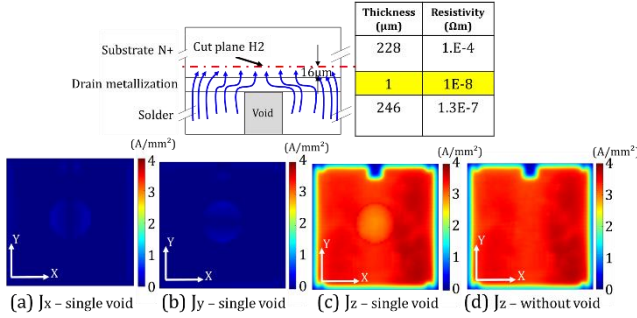 Substrate N+
Cut plane H2
16μm
Drain metallization
Solder
Void
Thickness (μm) Resistivity (Ωm)
228 1.E-4
1 1E-8
246 1.3E-7
(A/mm²) (A/mm²) (A/mm²) (A/mm²)
4 4 4 4
3 3 3 3
2 2 2 2
1 1 1 1
0 0 0 0
Y Y Y Y
X X X X
(a) Jx – single void (b) Jy – single void (c) Jz – single void (d) Jz – without void